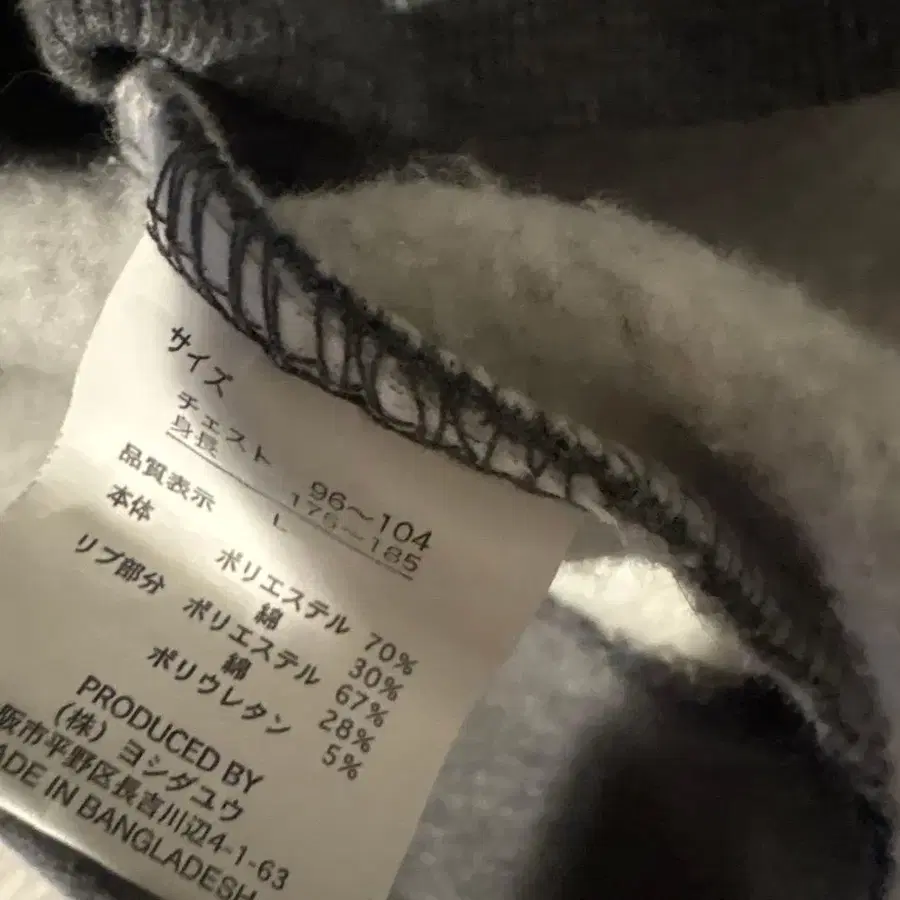 サイズ
チェスト 96～104
身長 175～185
L
品質表示
本体 ポリエステル 70%
綿 30%
リブ部分 ポリエステル 67%
綿 28%
ポリウレタン 5%
PRODUCED BY
(株) ヨシダユウ
阪市平野区長吉川辺4-1-63
ADE IN BANGLADESH